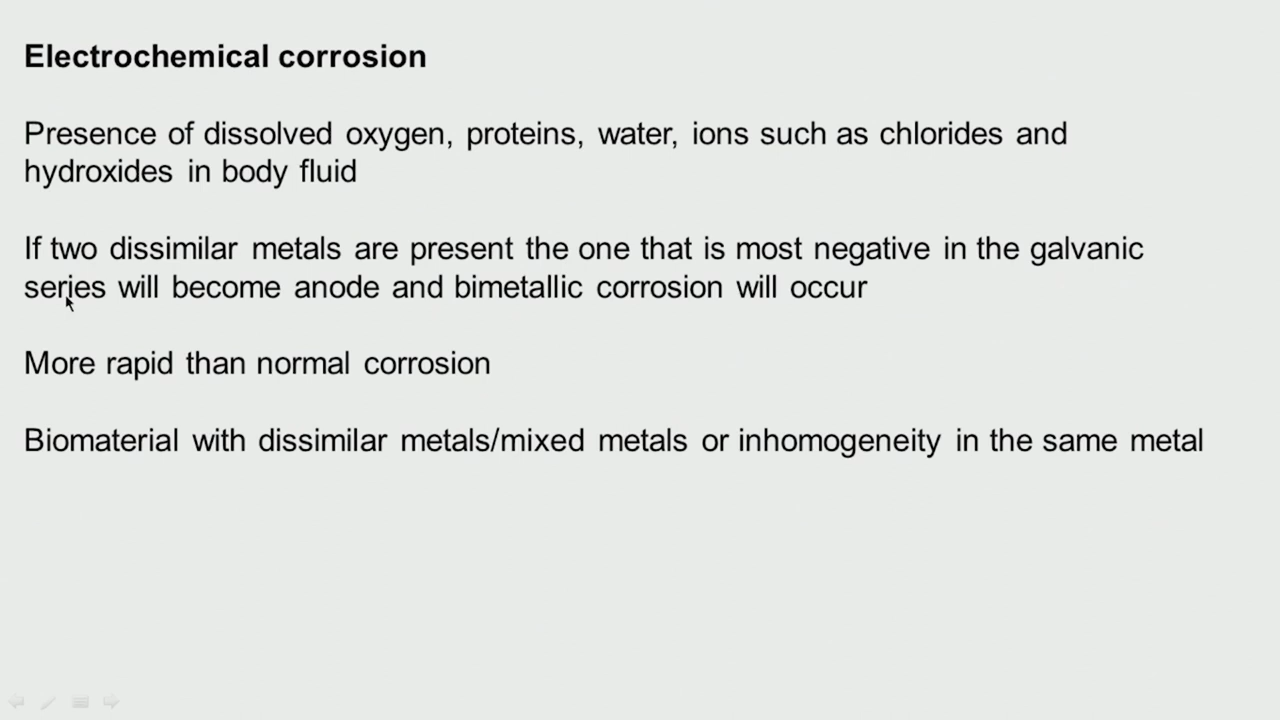 Electrochemical corrosion
Presence of dissolved oxygen, proteins, water, ions such as chlorides and
hydroxides in body fluid
If two dissimilar metals are present the one that is most negative in the galvanic
series will become anode and bimetallic corrosion will occur
More rapid than normal corrosion
Biomaterial with dissimilar metals/mixed metals or inhomogeneity in the same metal